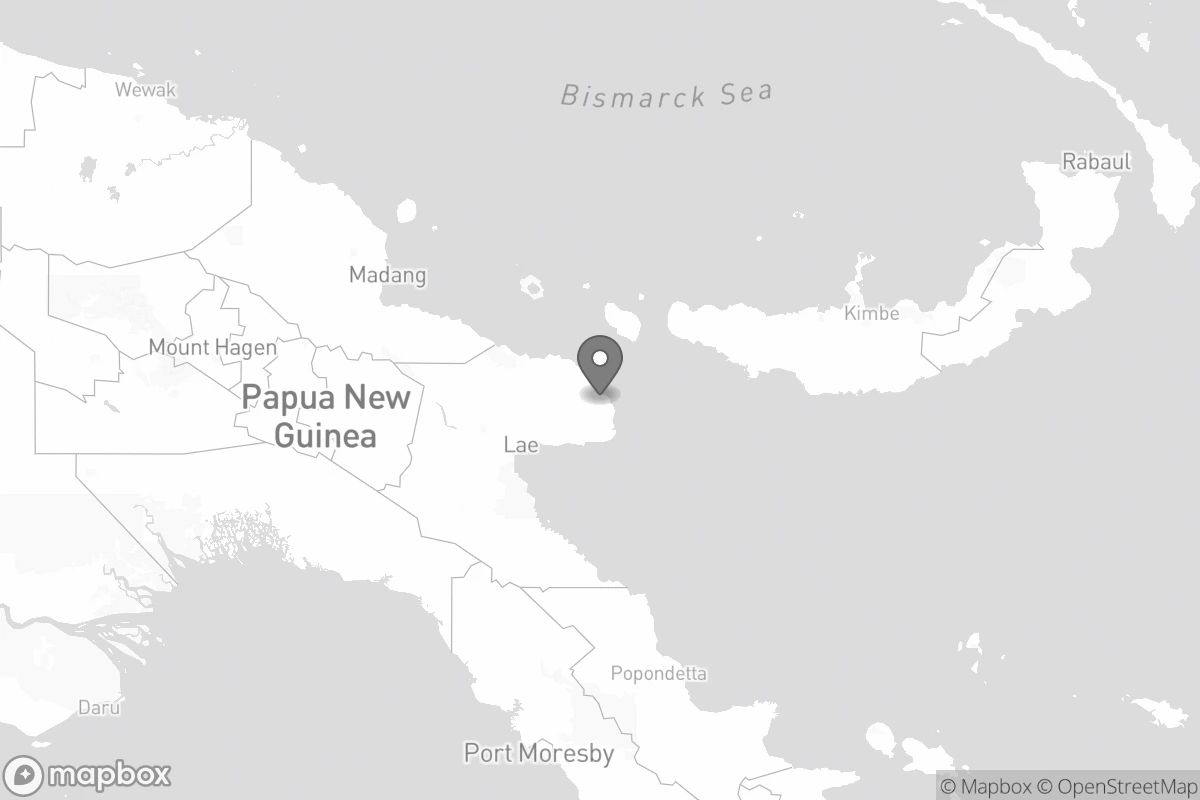 Bismarck Sea
Wewak
Rabaul
Madang
Kimbe
Mount Hagen
Papua New
Guinea
Lae
Popondetta
Daru
Port Moresby
mapbox
© Mapbox © OpenStreetMap